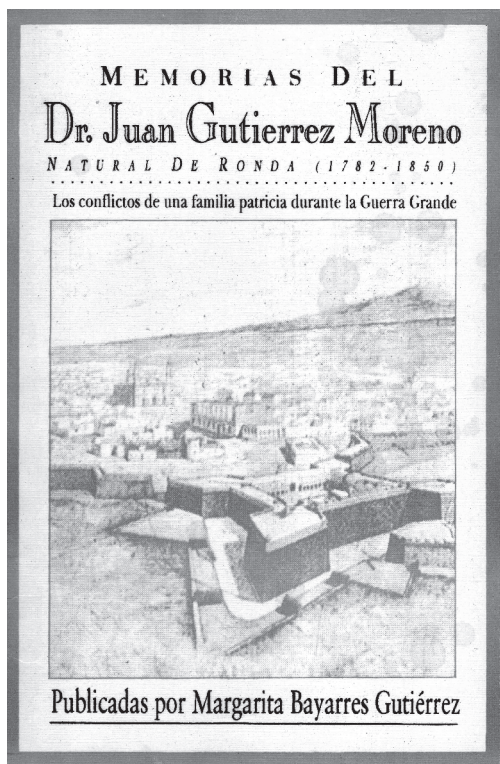 MEMORIAS DEL
Dr. Juan Gutierrez Moreno
NATURAL DE RONDA (1782-1850)
Los conflictos de una familia patricia durante la Guerra Grande
Publicadas por Margarita Bayarres Gutiérrez